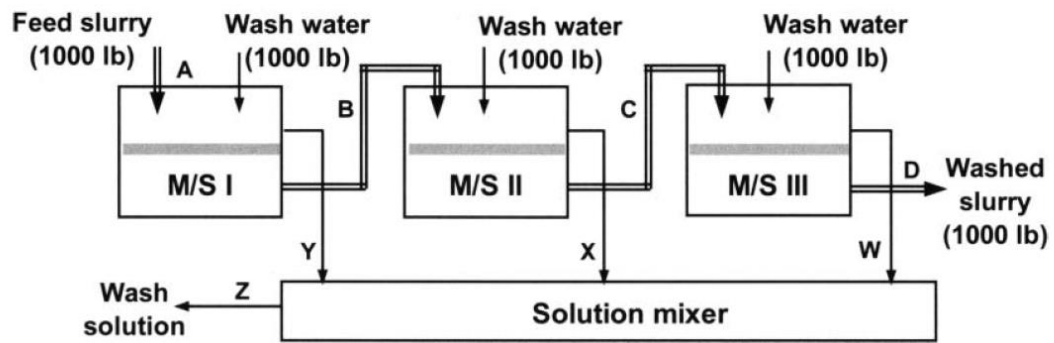 Feed slurry
(1000 lb)
A
Wash water
(1000 lb)
Wash water
(1000 lb)
Wash water
(1000 lb)
B
C
M/S I
M/S II
M/S III
D
Washed
slurry
(1000 lb)
Y
X
W
Z
Wash
solution
Solution mixer